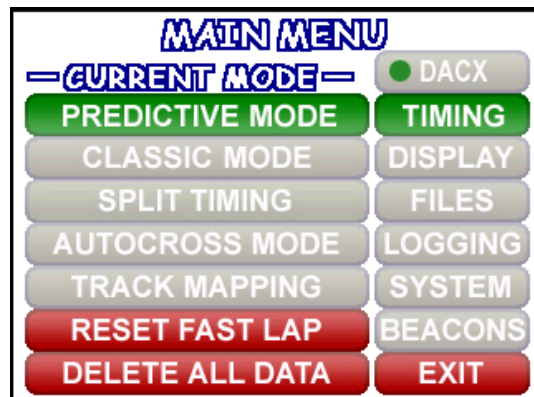 MAIN MENU
CURRENT MODE
DACX
PREDICTIVE MODE
TIMING
CLASSIC MODE
DISPLAY
SPLIT TIMING
FILES
AUTOCROSS MODE
LOGGING
TRACK MAPPING
SYSTEM
RESET FAST LAP
BEACONS
DELETE ALL DATA
EXIT